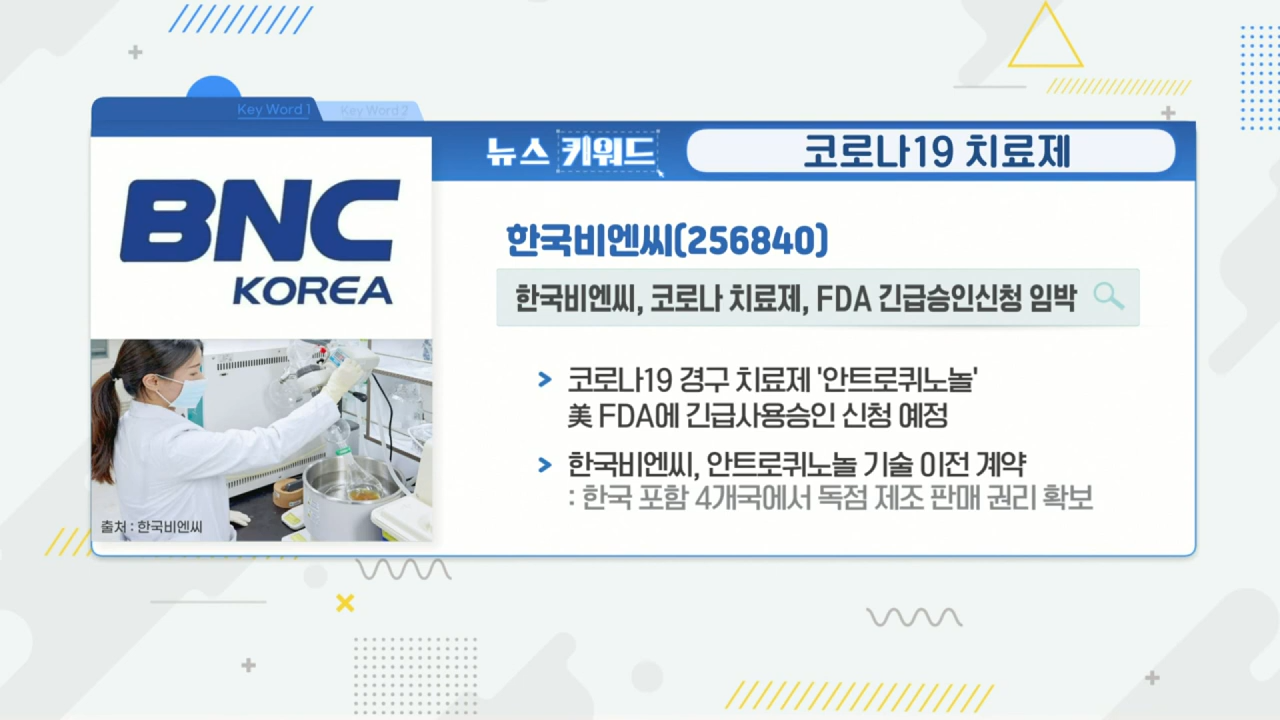 Key Word 1
Key Word 2
뉴스 키워드
코로나19 치료제
BNC
KOREA
출처 : 한국비엔씨
한국비엔씨(256840)
한국비엔씨, 코로나 치료제, FDA 긴급승인신청 임박
> 코로나19 경구 치료제 '안트로퀴노놀'
美 FDA에 긴급사용승인 신청 예정
> 한국비엔씨, 안트로퀴노놀 기술 이전 계약
: 한국 포함 4개국에서 독점 제조 판매 권리 확보